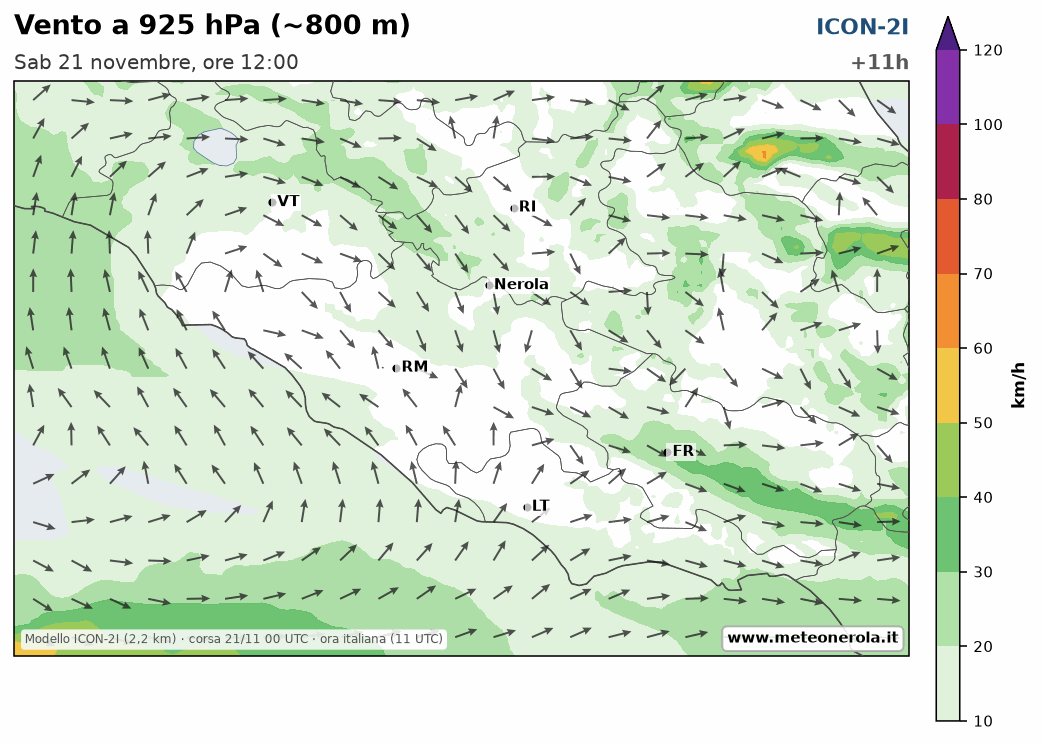 Vento a 925 hPa (~800 m)
ICON-2I
Sab 21 novembre, ore 12:00
+11h
VT
RI
Nerola
RM
FR
LT
Modello ICON-2I (2,2 km) · corsa 21/11 00 UTC · ora italiana (11 UTC)
www.meteonerola.it
120
100
80
70
60
50
40
30
20
10
km/h